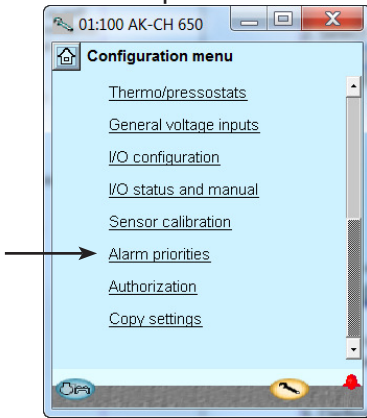 01:100 AK-CH 650
Configuration menu
Thermo/pressostats
General voltage inputs
I/O configuration
I/O status and manual
Sensor calibration
Alarm priorities
Authorization
Copy settings